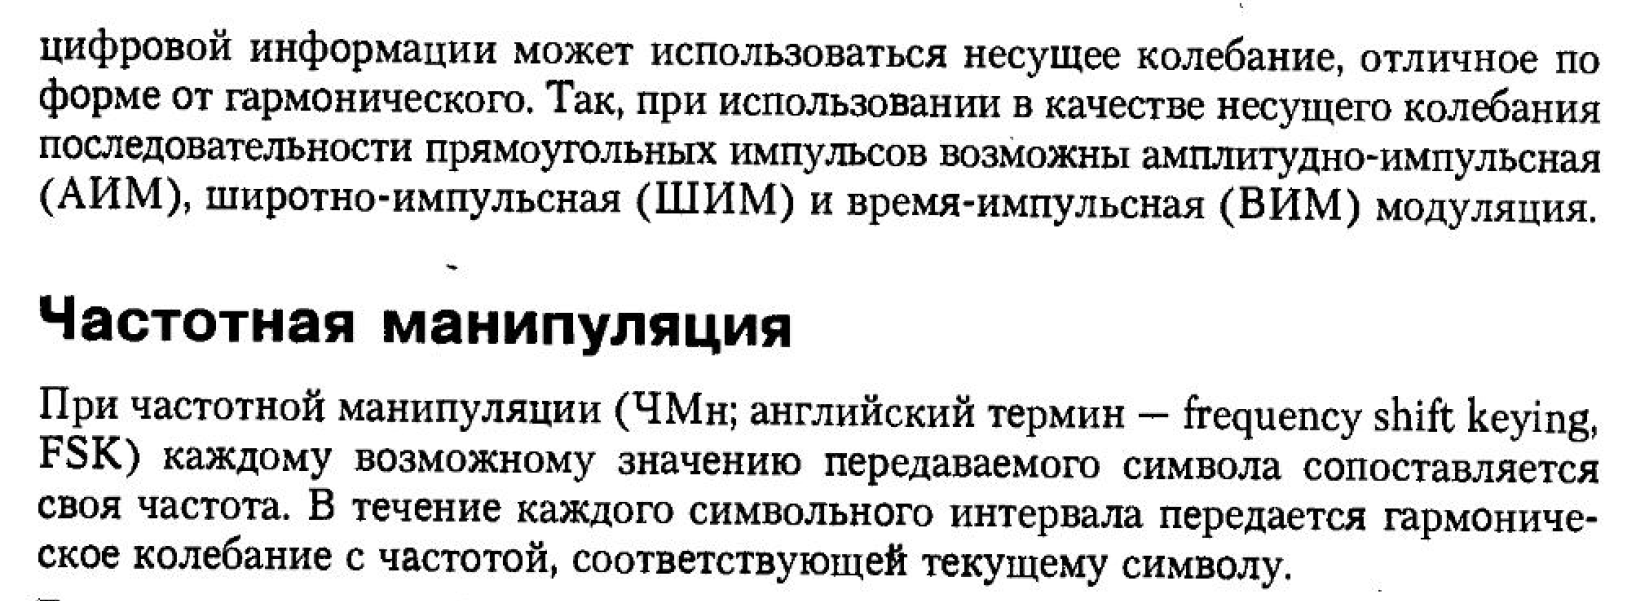 цифровой информации может использоваться несущее колебание, отличное по
форме от гармонического. Так, при использовании в качестве несущего колебания
последовательности прямоугольных импульсов возможны амплитудно-импульсная
(АИМ), широтно-импульсная (ШИМ) и время-импульсная (ВИМ) модуляция.
Частотная манипуляция
При частотной манипуляции (ЧМн; английский термин — frequency shift keying,
FSK) каждому возможному значению передаваемого символа сопоставляется
своя частота. В течение каждого символьного интервала передается гармониче-
ское колебание с частотой, соответствующей текущему символу.